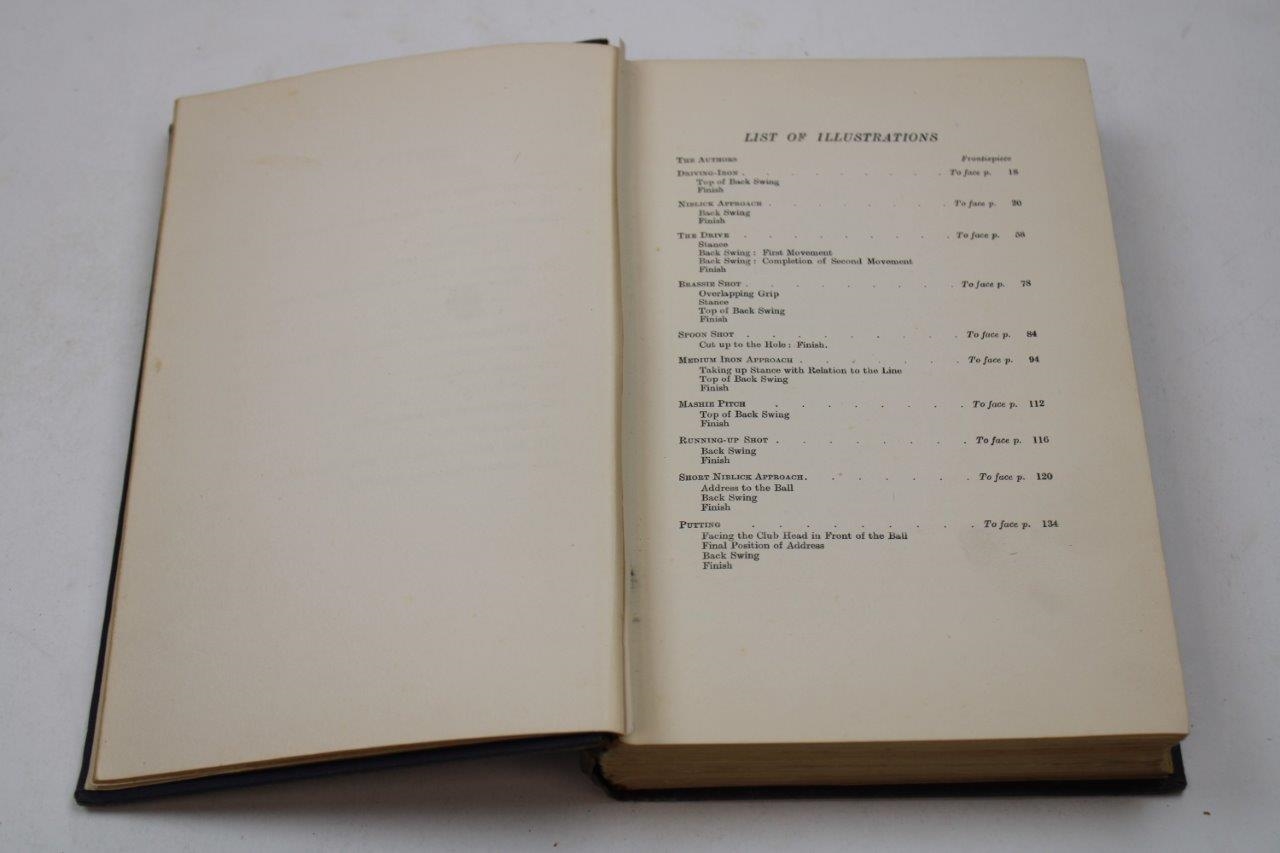 LIST OF ILLUSTRATIONS
THE AUTHORS Frontispiece
DRIVING-IRON . . . . . . . . . To face p. 18
Top of Back Swing
Finish
NIBLICK APPROACH . . . . . . . . To face p. 20
Back Swing
Finish
THE DRIVE . . . . . . . . . To face p. 58
Stance
Back Swing: First Movement
Back Swing: Completion of Second Movement
Finish
BRASSIE SHOT . . . . . . . . . To face p. 78
Overlapping Grip
Stance
Top of Back Swing
Finish
SPOON SHOT . . . . . . . . . To face p. 84
Cut up to the Hole: Finish.
MEDIUM IRON APPROACH . . . . . . . To face p. 94
Taking up Stance with Relation to the Line
Top of Back Swing
Finish
MASHIE PITCH . . . . . . . . To face p. 112
Top of Back Swing
Finish
RUNNING-UP SHOT . . . . . . . . To face p. 116
Back Swing
Finish
SHORT NIBLICK APPROACH . . . . . . . To face p. 120
Address to the Ball
Back Swing
Finish
PUTTING . . . . . . . . . To face p. 134
Facing the Club Head in Front of the Ball
Final Position of Address
Back Swing
Finish